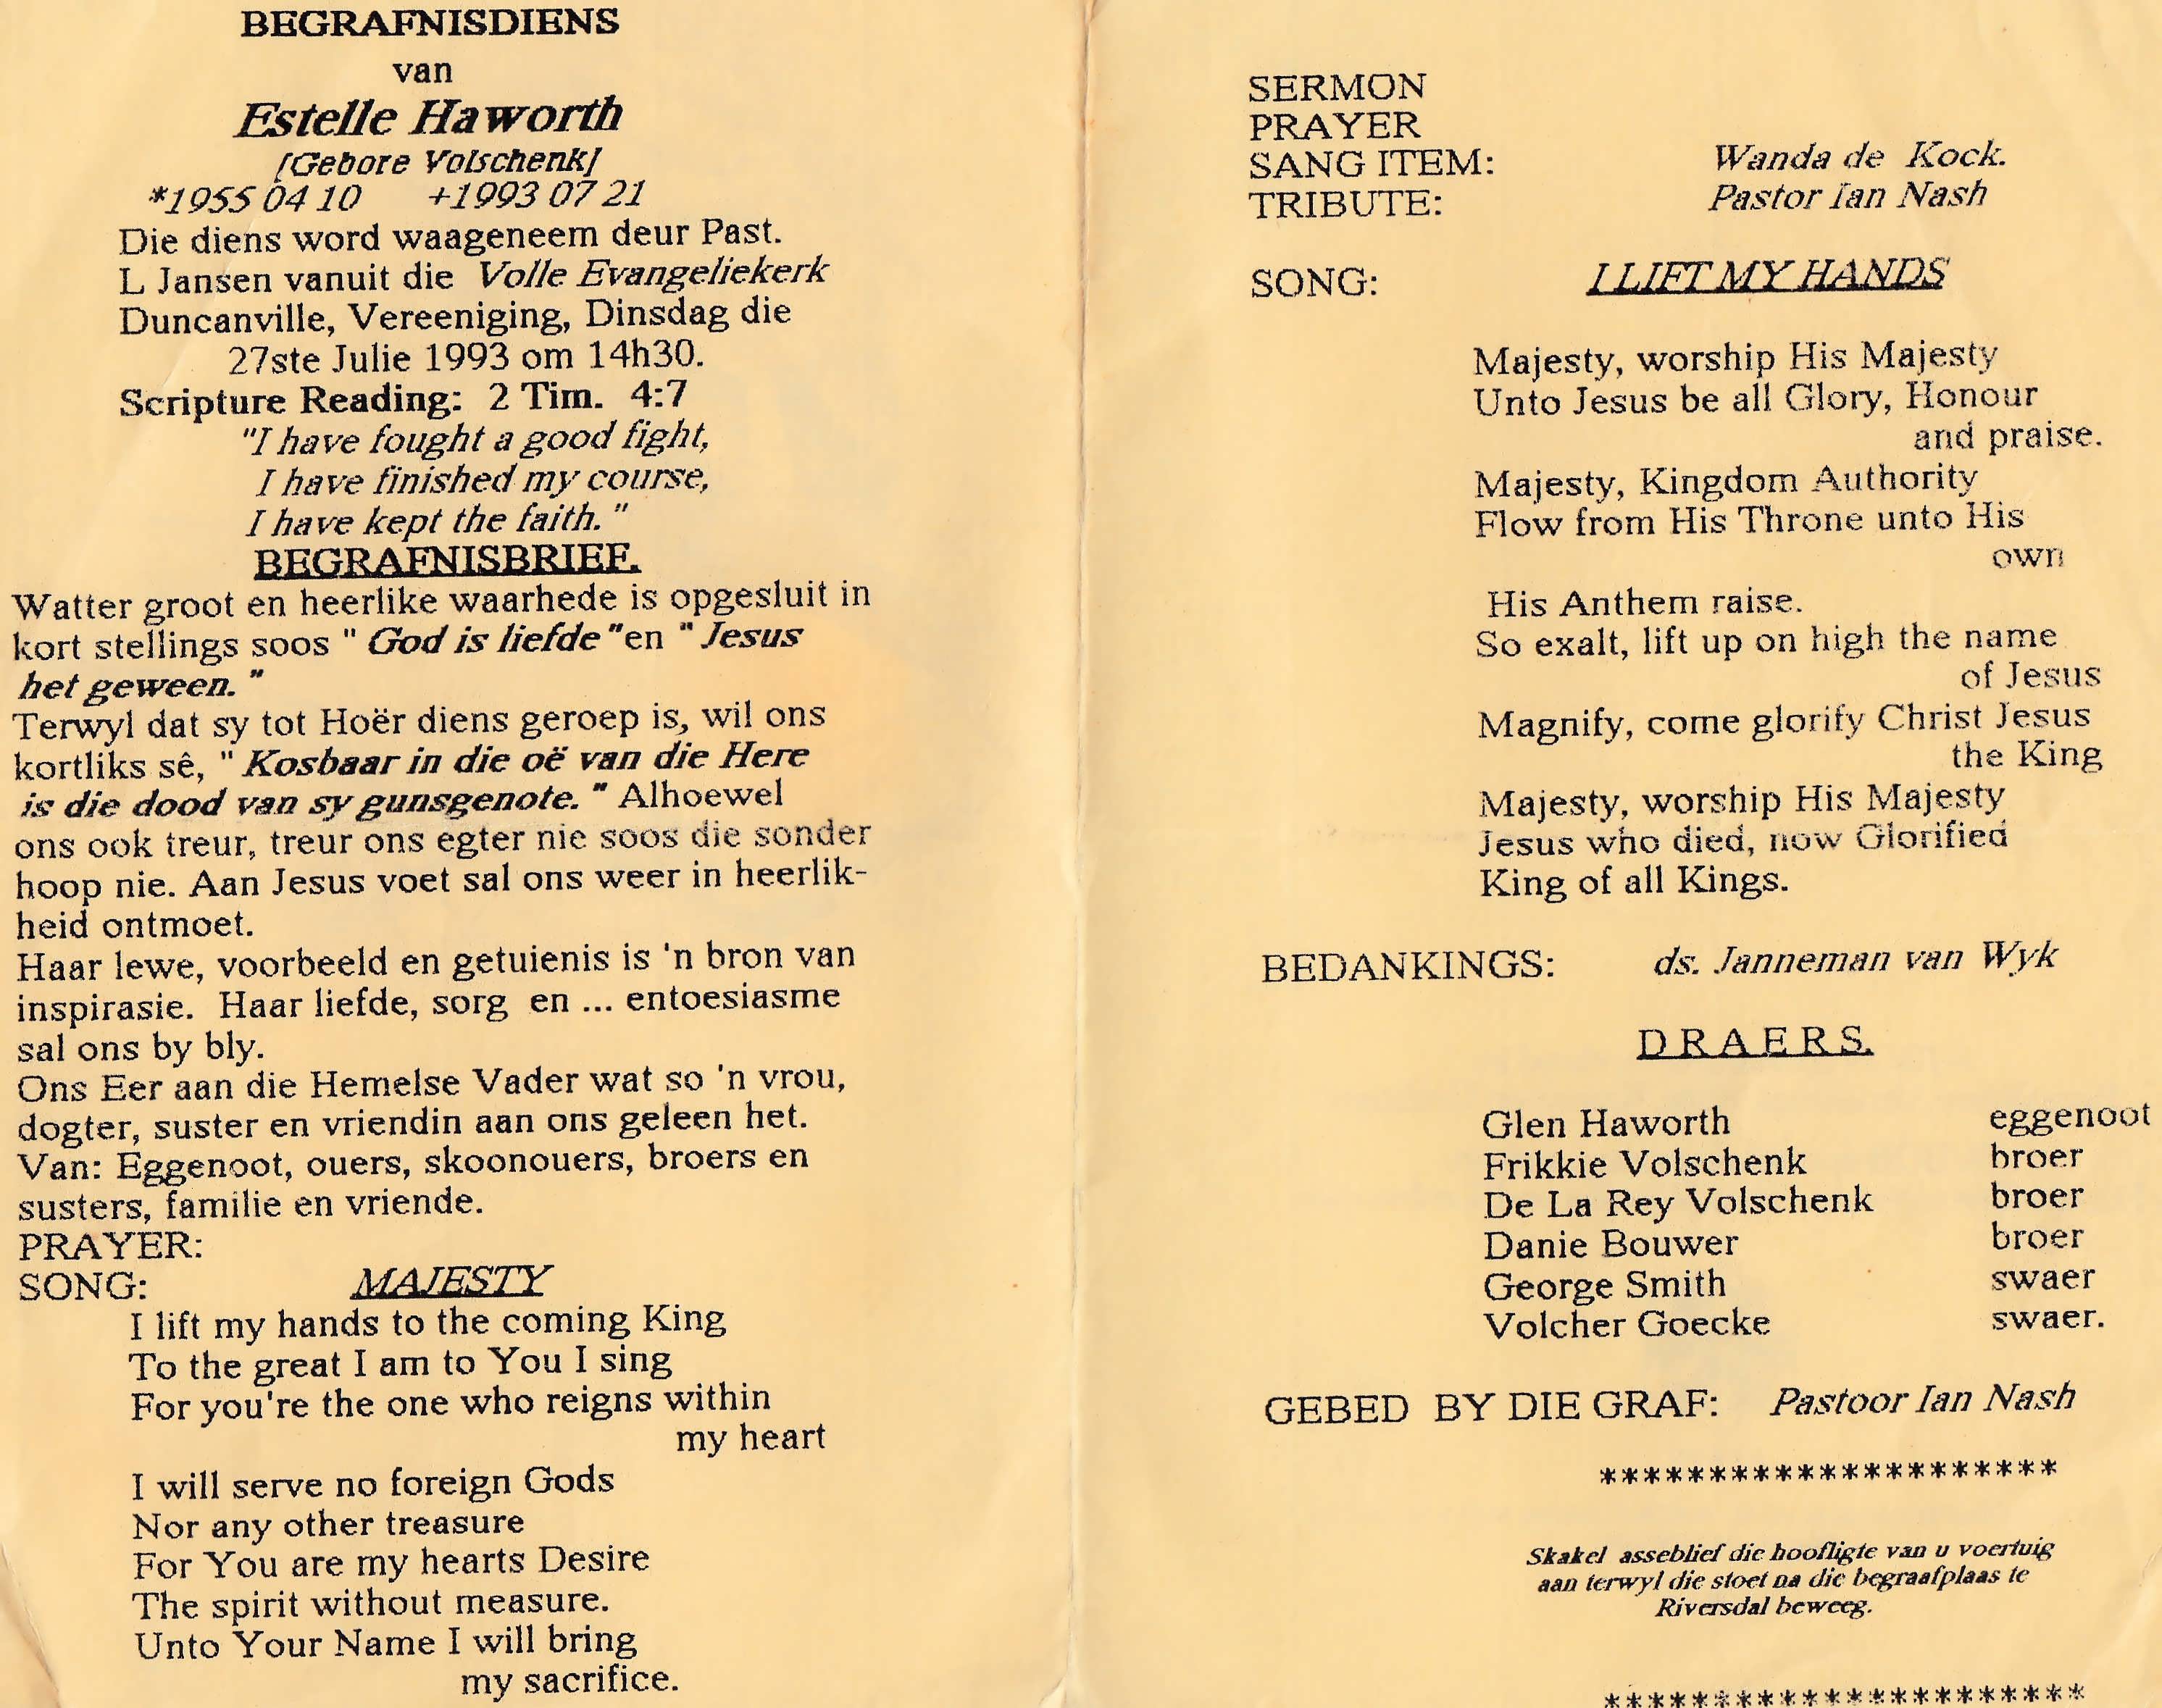 BEGRAFNISDIENS
van
Estelle Haworth
[Gebore Volschenk]
*1955 04 10 +1993 07 21
Die diens word waageneem deur Past.
L Jansen vanuit die Volle Evangeliekerk
Duncanville, Vereeniging, Dinsdag die
27ste Julie 1993 om 14h30.
Scripture Reading: 2 Tim. 4:7
"I have fought a good fight,
I have finished my course,
I have kept the faith."
BEGRAFNISBRIEF.
Watter groot en heerlike waarhede is opgesluit in
kort stellings soos " God is liefde "en " Jesus
het geween. "
Terwyl dat sy tot Hoër diens geroep is, wil ons
kortliks sê, " Kosbaar in die oë van die Here
is die dood van sy gunsgenote. " Alhoewel
ons ook treur, treur ons egter nie soos die sonder
hoop nie. Aan Jesus voet sal ons weer in heerlik-
heid ontmoet.
Haar lewe, voorbeeld en getuienis is 'n bron van
inspirasie. Haar liefde, sorg en ... entoesiasme
sal ons by bly.
Ons Eer aan die Hemelse Vader wat so 'n vrou,
dogter, suster en vriendin aan ons geleen het.
Van: Eggenoot, ouers, skoonouers, broers en
susters, familie en vriende.
PRAYER:
SONG: MAJESTY
I lift my hands to the coming King
To the great I am to You I sing
For you're the one who reigns within
my heart
I will serve no foreign Gods
Nor any other treasure
For You are my hearts Desire
The spirit without measure.
Unto Your Name I will bring
my sacrifice.
SERMON
PRAYER
SANG ITEM: Wanda de Kock.
TRIBUTE: Pastor Ian Nash
SONG: I LIFT MY HANDS
Majesty, worship His Majesty
Unto Jesus be all Glory, Honour
and praise.
Majesty, Kingdom Authority
Flow from His Throne unto His
own
His Anthem raise.
So exalt, lift up on high the name
of Jesus
Magnify, come glorify Christ Jesus
the King
Majesty, worship His Majesty
Jesus who died, now Glorified
King of all Kings.
BEDANKINGS: ds. Janneman van Wyk
D R A E R S.
Glen Haworth eggenoot
Frikkie Volschenk broer
De La Rey Volschenk broer
Danie Bouwer broer
George Smith swaer
Volcher Goecke swaer.
GEBED BY DIE GRAF: Pastoor Ian Nash
*********************
Skakel asseblief die hoofligte van u voertuig
aan terwyl die stoet na die begraafplaas te
Riversdal beweeg.
**********************